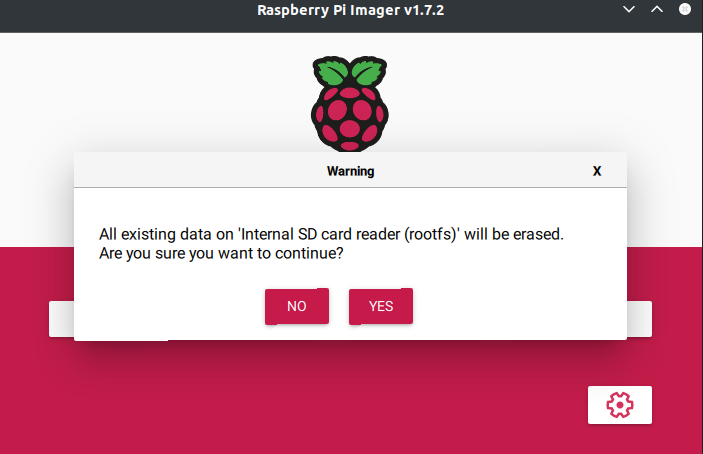 Raspberry Pi Imager v1.7.2
Warning
X
All existing data on 'Internal SD card reader (rootfs)' will be erased.
Are you sure you want to continue?
NO
YES